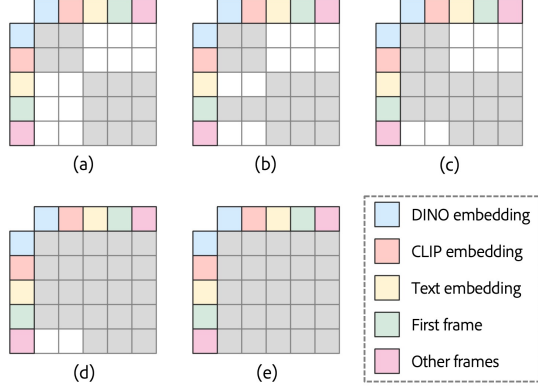 (a)
(b)
(c)
(d)
(e)
DINO embedding
CLIP embedding
Text embedding
First frame
Other frames